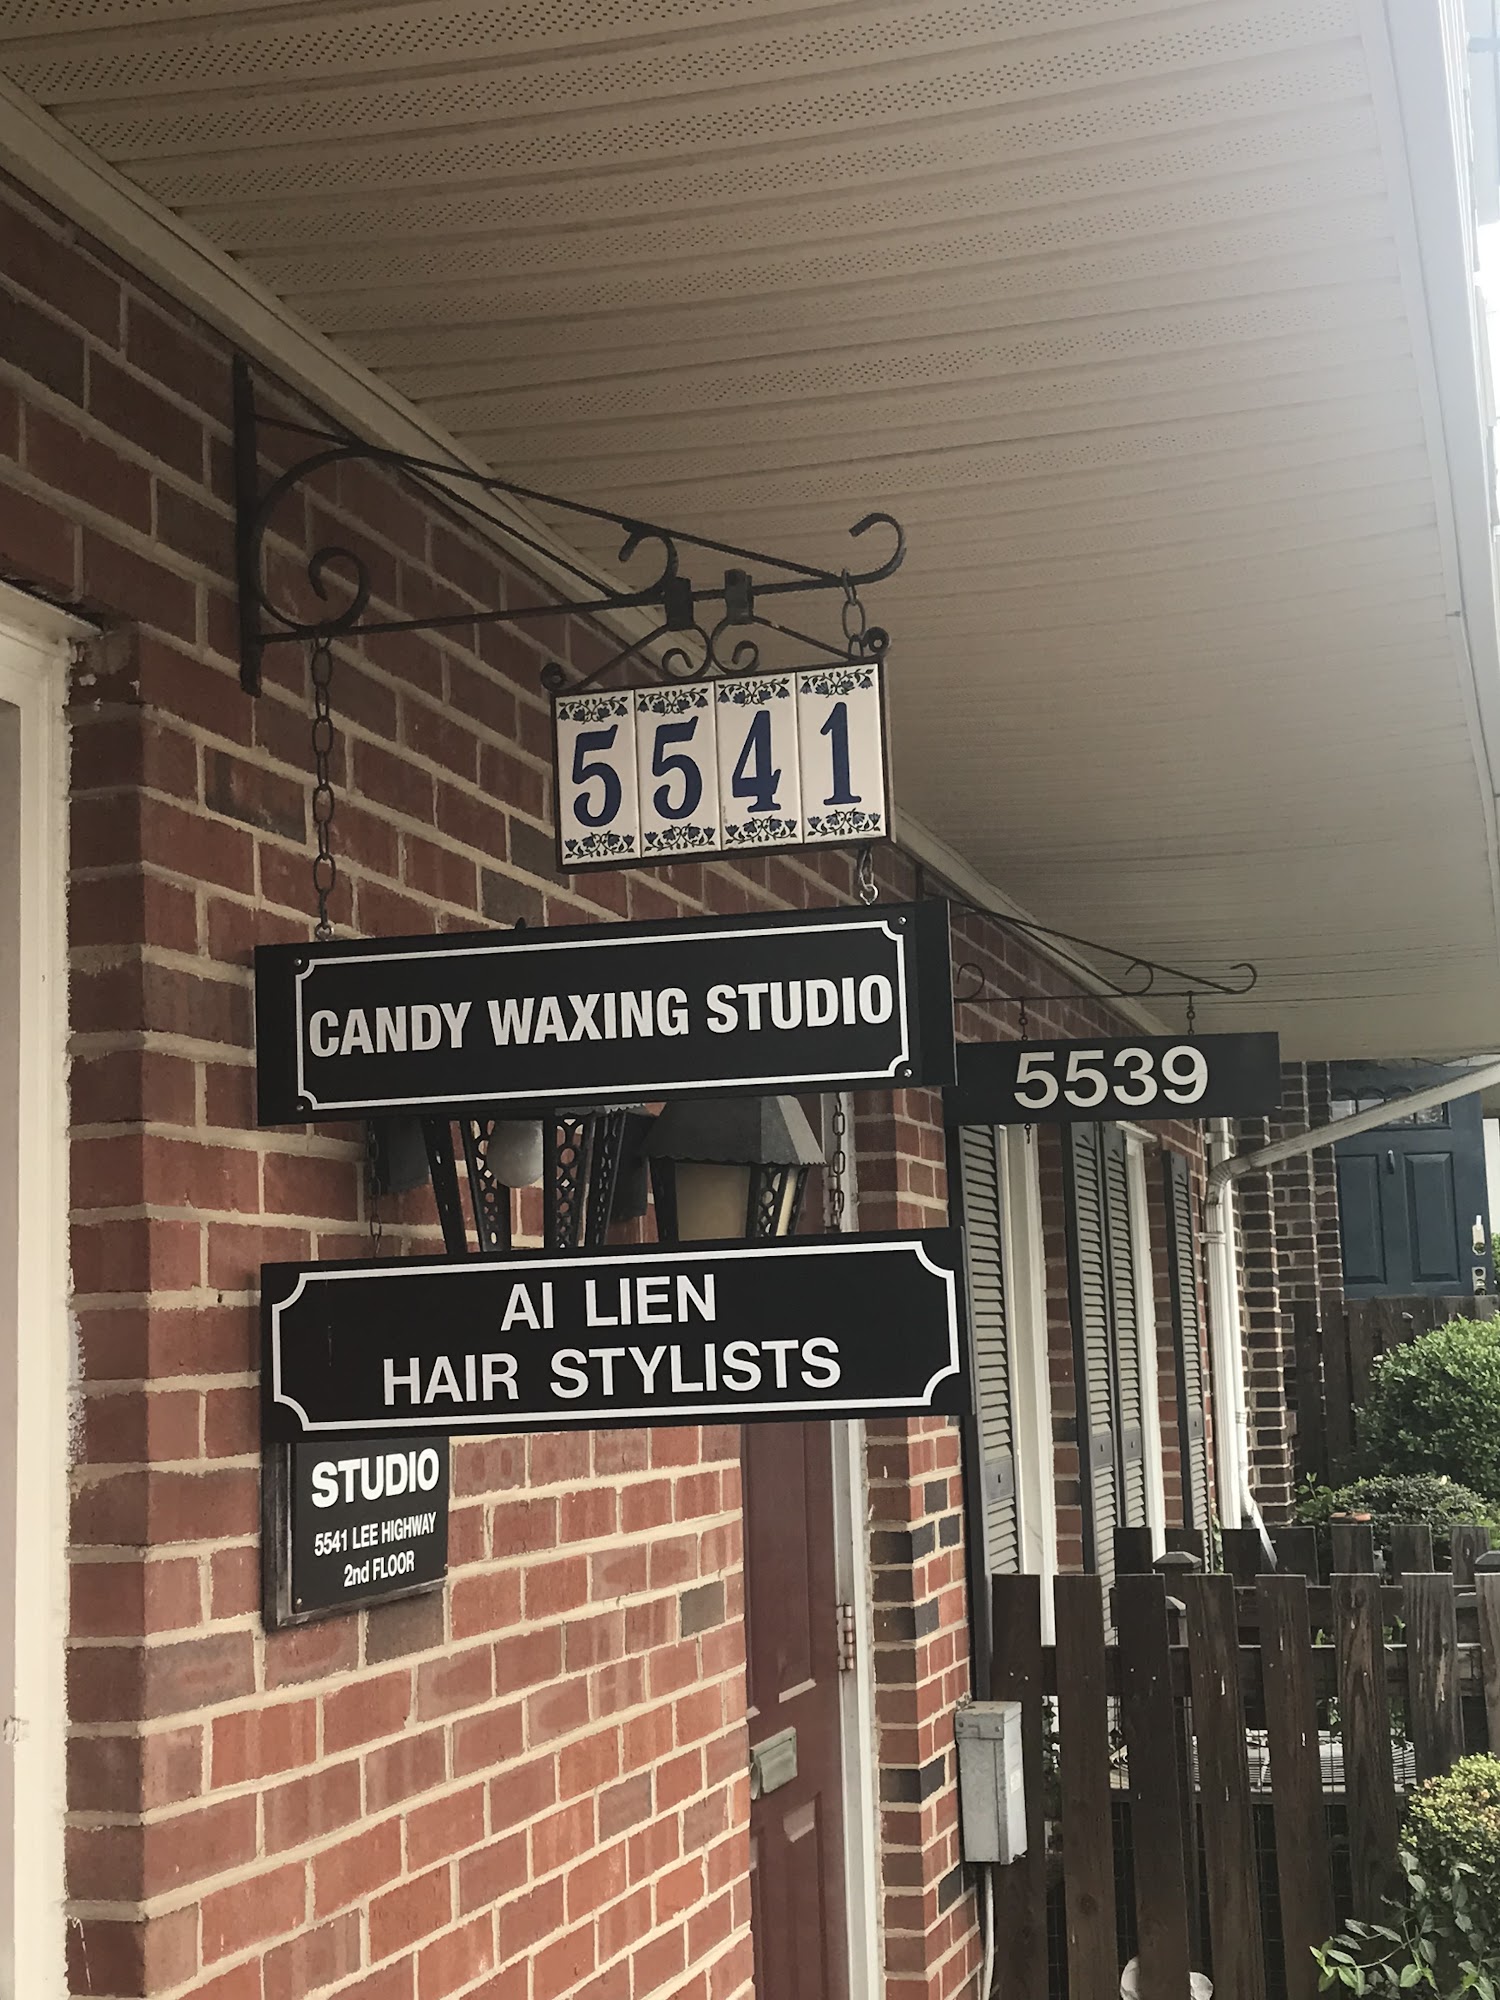 5541
CANDY WAXING STUDIO
5539
AI LIEN
HAIR STYLISTS
STUDIO
5541 LEE HIGHWAY
2nd FLOOR